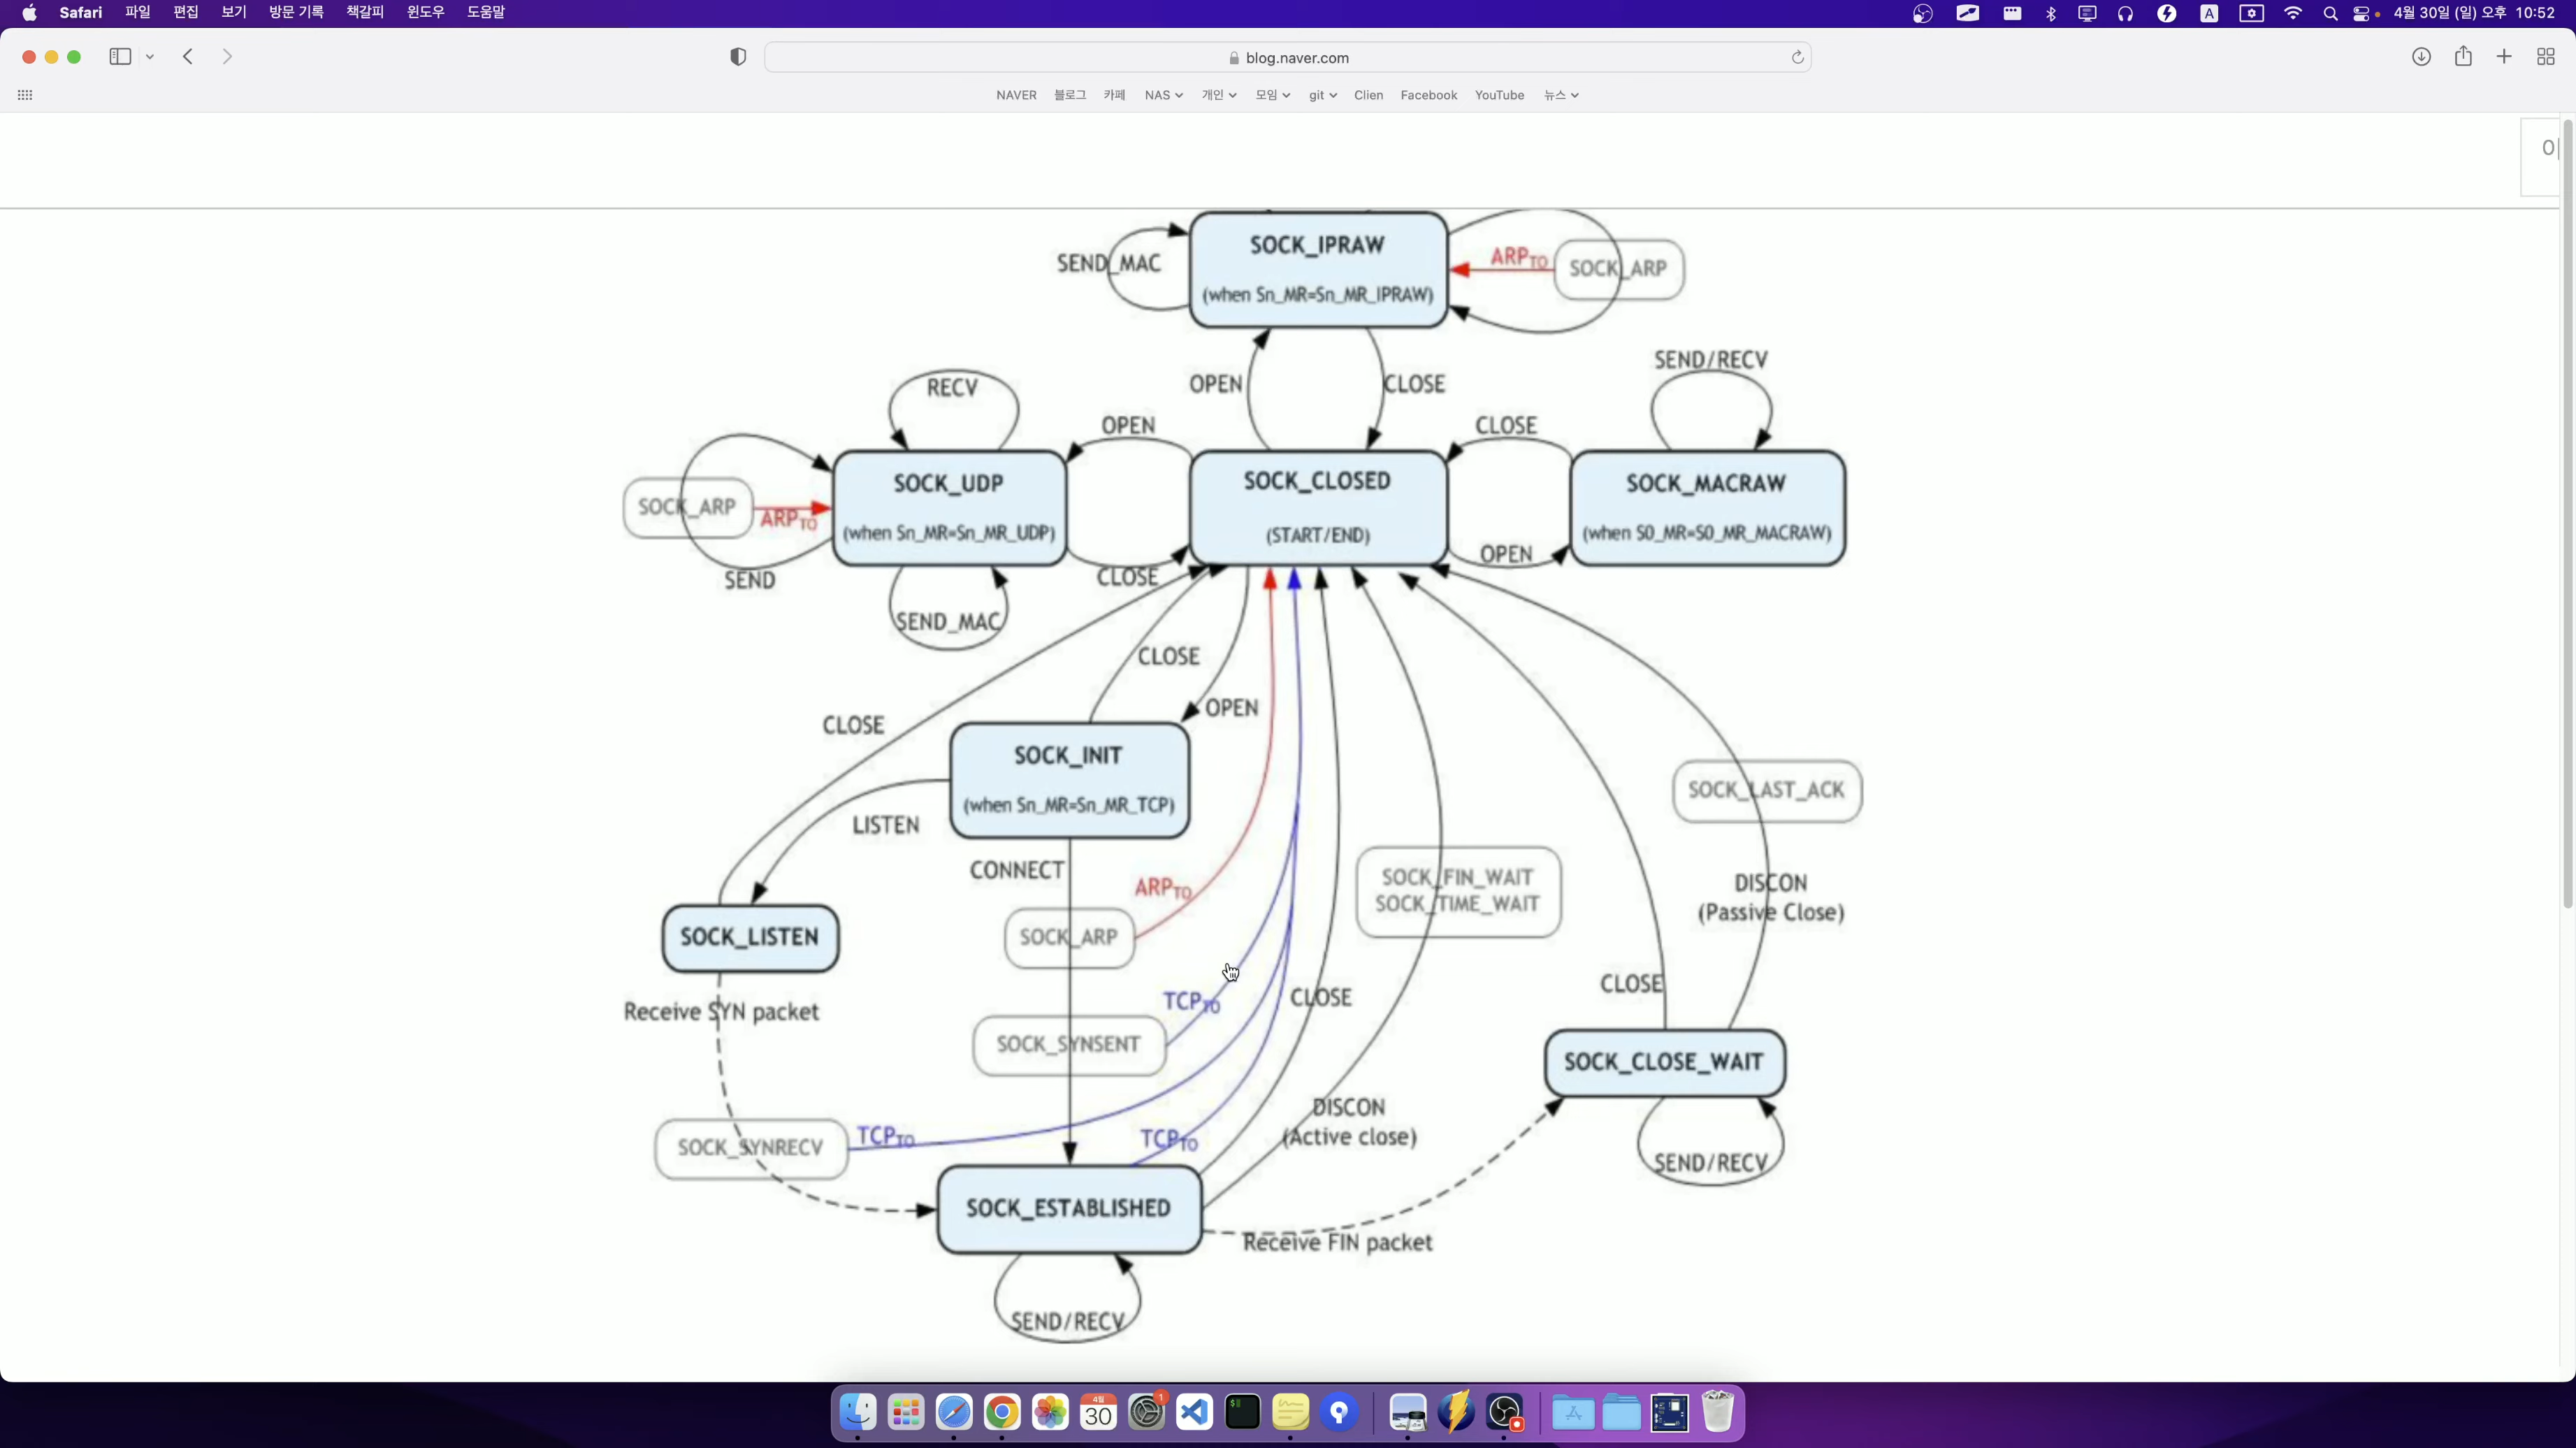 Safari 파일 편집 보기 방문 기록 책갈피 윈도우 도움말
A
4월 30일 (일) 오후 10:52
blog.naver.com
NAVER 블로그 카페 NAS 개인 모임 git Clien Facebook YouTube 뉴스
SOCK_IPRAW
(when Sn_MR=Sn_MR_IPRAW)
SEND_MAC
ARPTO
SOCK_ARP
OPEN
CLOSE
SEND/RECV
RECV
OPEN
CLOSE
SOCK_UDP
(when Sn_MR=Sn_MR_UDP)
SOCK_CLOSED
(START/END)
SOCK_MACRAW
(when S0_MR=S0_MR_MACRAW)
SOCK_ARP
ARPTO
SEND
CLOSE
OPEN
SEND_MAC
CLOSE
OPEN
CLOSE
SOCK_INIT
(when Sn_MR=Sn_MR_TCP)
SOCK_LAST_ACK
LISTEN
CONNECT
ARPTO
SOCK_FIN_WAIT
SOCK_TIME_WAIT
DISCON
(Passive Close)
SOCK_LISTEN
SOCK_ARP
CLOSE
TCPTO
CLOSE
Receive SYN packet
SOCK_SYNSENT
SOCK_CLOSE_WAIT
DISCON
(Active close)
SOCK_SYNRECV
TCPTO
TCPTO
SEND/RECV
SOCK_ESTABLISHED
Receive FIN packet
SEND/RECV
1
4월
30